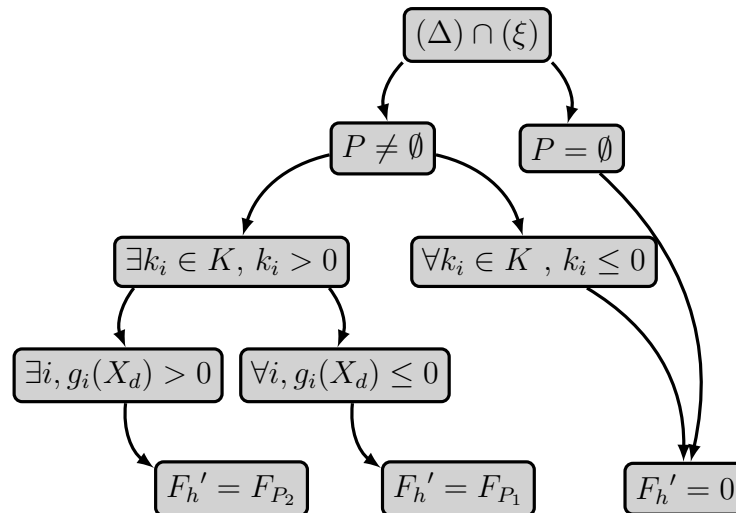 (Δ) ∩ (ξ)
P ≠ ∅
P = ∅
∃k_i ∈ K, k_i > 0
∀k_i ∈ K , k_i ≤ 0
∃i, g_i(X_d) > 0
∀i, g_i(X_d) ≤ 0
F_h' = F_{P_2}
F_h' = F_{P_1}
F_h' = 0